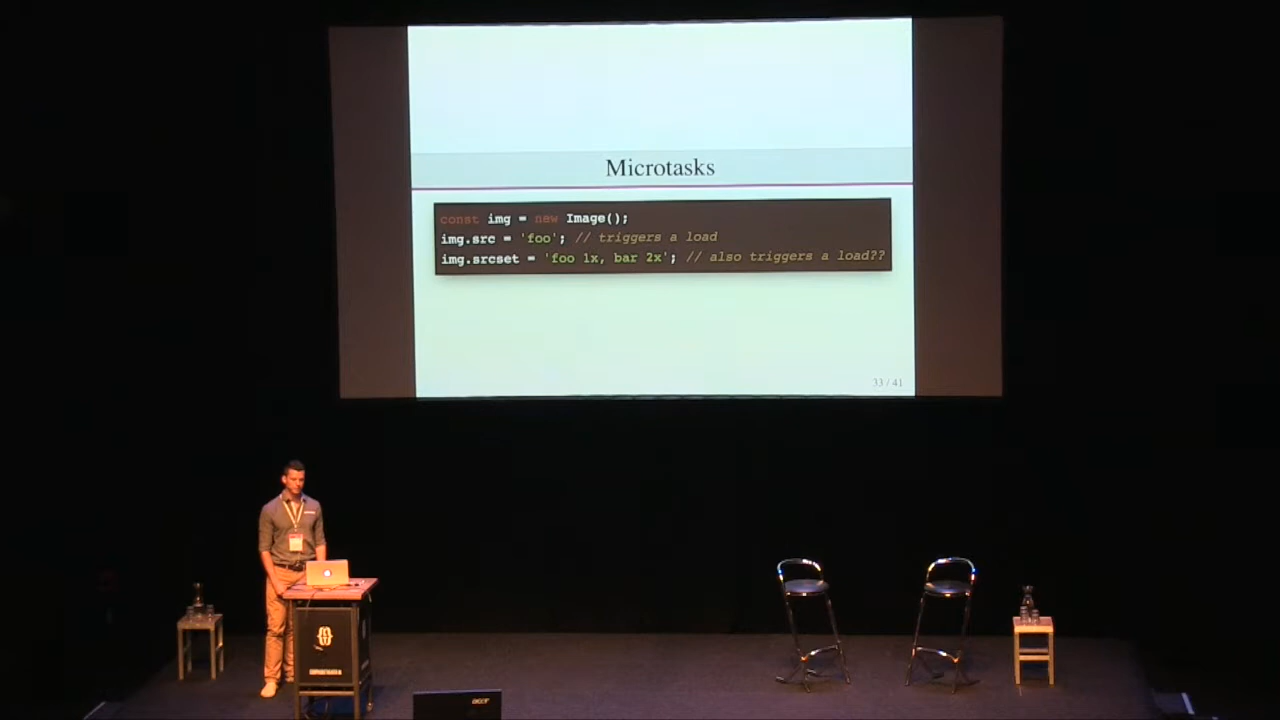 Microtasks
const img = new Image();
img.src = 'foo'; // triggers a load
img.srcset = 'foo 1x, bar 2x'; // also triggers a load??
33 / 41
acer